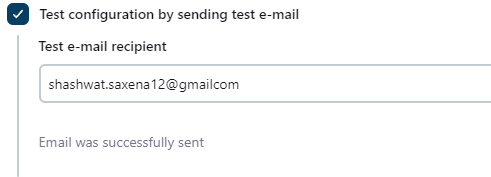 Test configuration by sending test e-mail
Test e-mail recipient
shashwat.saxena12@gmailcom
Email was successfully sent